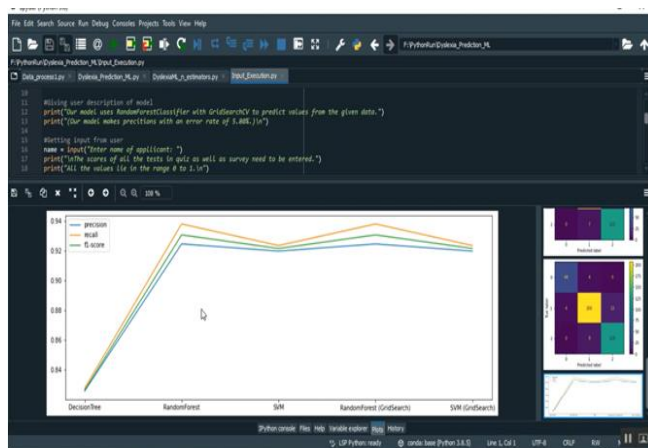 File Edit Search Source Run Debug Consoles Projects Tools View Help
F:\PythonRun\Dyslexia_Prediction_ML
F:\PythonRun\Dyslexia_Prediction_ML\Input_Execution.py
Data_process1.py Dyslexia_Prediction_ML.py DyslexiaML_n_estimators.py Input_Execution.py
10
11 #Giving user description of model
12 print("Our model uses RandomForestClassifier with GridSearchCV to predict values from the given data.")
13 print("(Our model makes precitions with an error rate of 5.00%.)\n")
14
15 #Getting input from user
16 name = input("Enter name of applicant: ")
17 print("\nThe scores of all the tests in quiz as well as survey need to be entered.")
18 print("All the values lie in the range 0 to 1.\n")
100 %
0.94
0.92
0.90
0.88
0.86
0.84
precision
recall
f1-score
DecisionTree RandomForest SVM RandomForest (GridSearch) SVM (GridSearch)
Predicted label
Predicted label
IPython console Files Help Variable explorer Plots History
LSP Python: ready conda: base (Python 3.8.5) Line 1, Col 1 UTF-8 CRLF RW